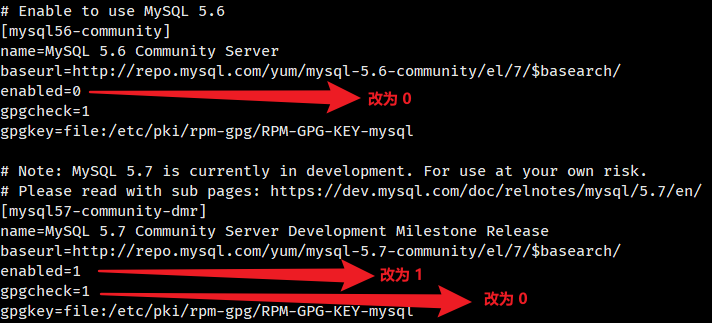 # Enable to use MySQL 5.6
[mysql56-community]
name=MySQL 5.6 Community Server
baseurl=http://repo.mysql.com/yum/mysql-5.6-community/el/7/$basearch/
enabled=0 改为 0
gpgcheck=1
gpgkey=file:/etc/pki/rpm-gpg/RPM-GPG-KEY-mysql
# Note: MySQL 5.7 is currently in development. For use at your own risk.
# Please read with sub pages: https://dev.mysql.com/doc/relnotes/mysql/5.7/en/
[mysql57-community-dmr]
name=MySQL 5.7 Community Server Development Milestone Release
baseurl=http://repo.mysql.com/yum/mysql-5.7-community/el/7/$basearch/
enabled=1 改为 1
gpgcheck=1 改为 0
gpgkey=file:/etc/pki/rpm-gpg/RPM-GPG-KEY-mysql